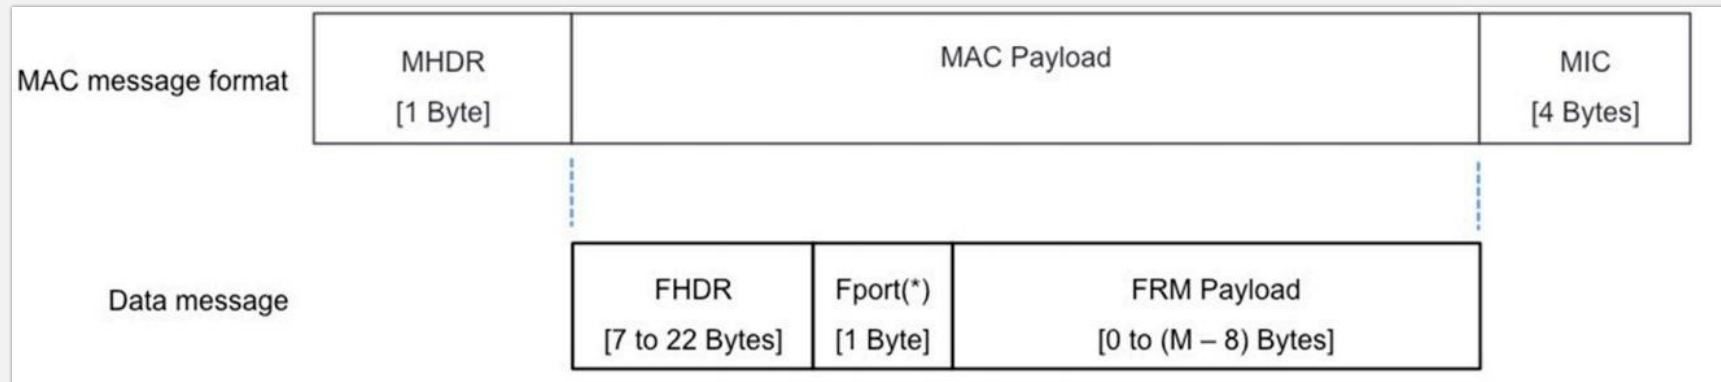 MAC message format
MHDR
[1 Byte]
MAC Payload
MIC
[4 Bytes]
Data message
FHDR
[7 to 22 Bytes]
Fport(*)
[1 Byte]
FRM Payload
[0 to (M – 8) Bytes]